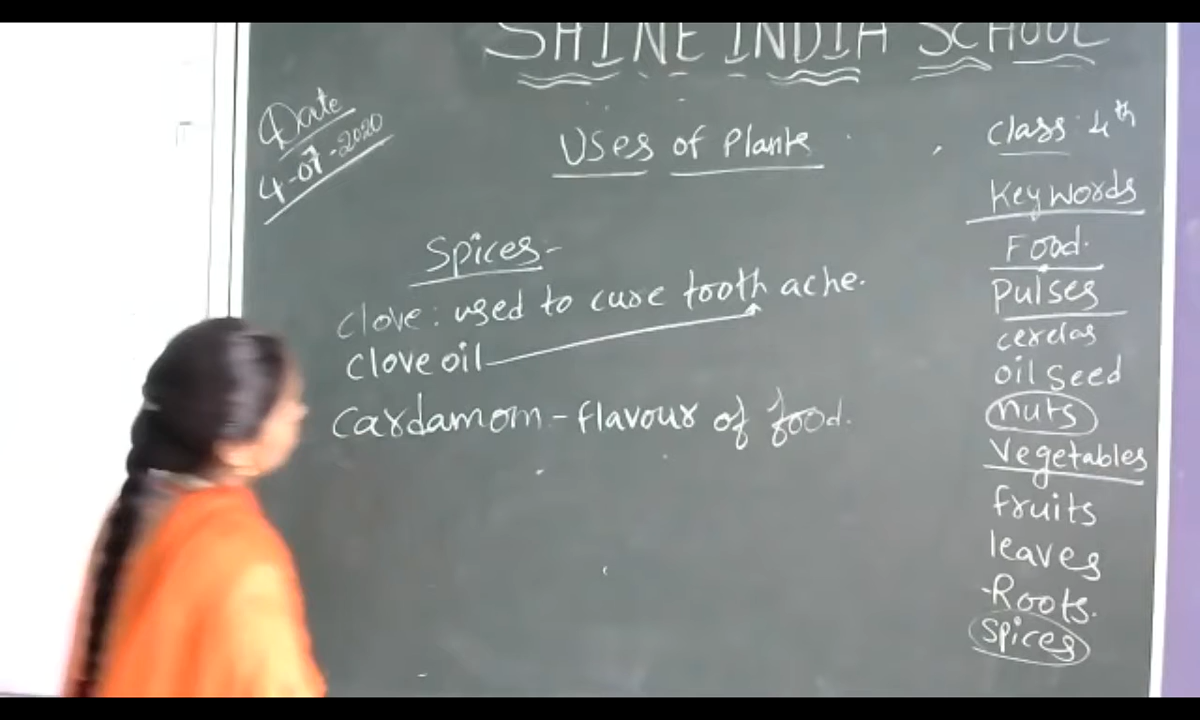 SHINE INDIA SCHOOL
Date
4-07-2020
Uses of Plants
Class 4th
Spices-
clove: used to cure tooth ache.
clove oil
cardamom - flavour of food.
Key words
Food.
Pulses
cerelas
oil seed
nuts
Vegetables
fruits
leaves
-Roots.
Spices